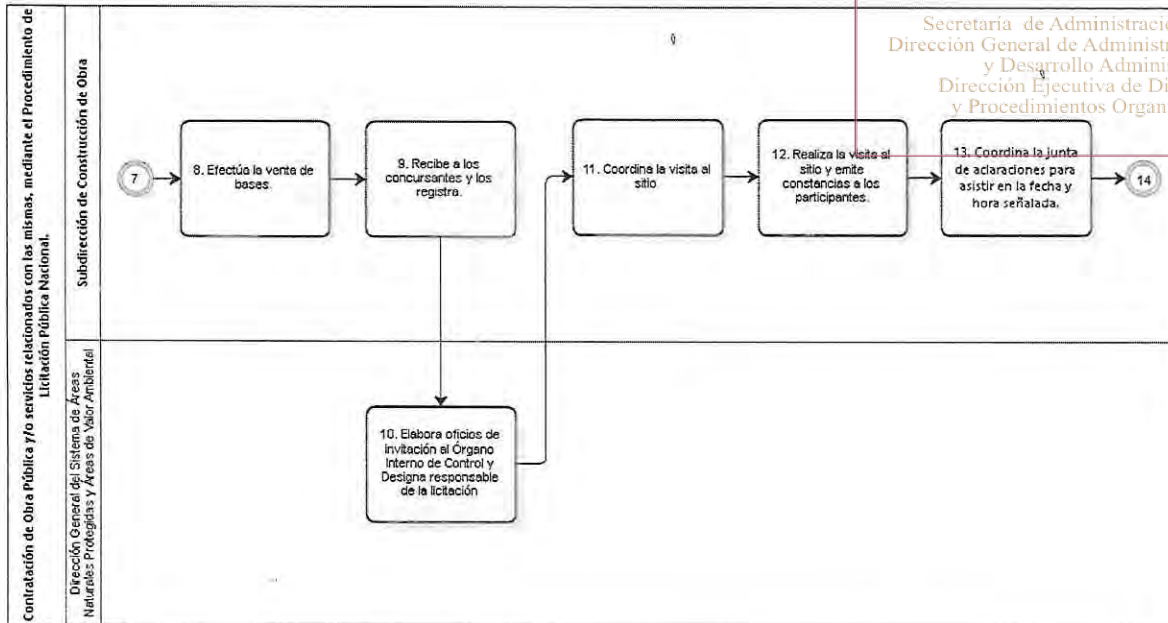 Secretaría de Administració
Dirección General de Administr
y Desarrollo Adminis
Dirección Ejecutiva de Di
y Procedimientos Organ
Contratación de Obra Pública y/o servicios relacionados con las mismas, mediante el Procedimiento de
Licitación Pública Nacional.
Subdirección de Construcción de Obra
7
8. Efectúa la venta de
bases.
9. Recibe a los
concursantes y los
registra.
11. Coordina la visita al
sitio
12. Realiza la visita al
sitio y emite
constancias a los
participantes.
13. Coordina la junta
de aclaraciones para
asistir en la fecha y
hora señalada.
14
Dirección General del Sistema de Áreas
Naturales Protegidas y Áreas de Valor Ambiental
10. Elabora oficios de
invitación al Órgano
Interno de Control y
Designa responsable
de la licitación